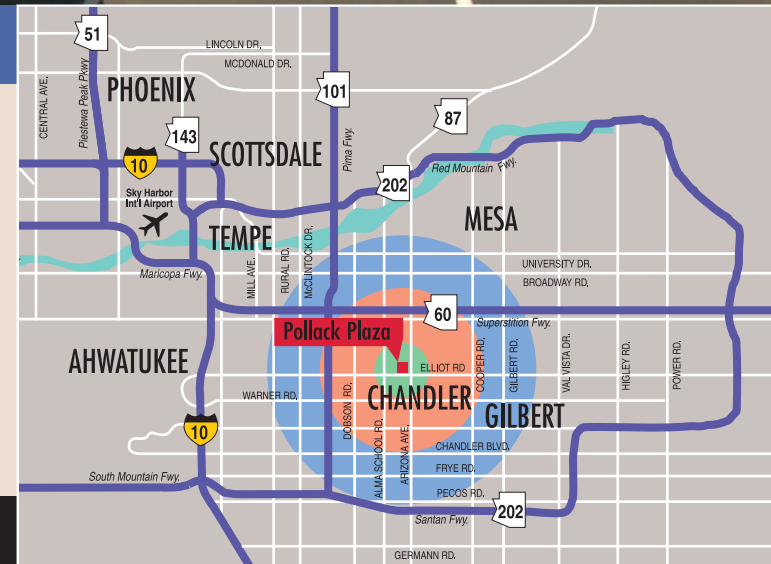 51
LINCOLN DR.
McDONALD DR.
CENTRAL AVE.
Piestewa Peak Pkwy
PHOENIX
101
87
143
SCOTTSDALE
Pima Fwy.
10
202
Red Mountain Fwy.
Sky Harbor
Int'l Airport
MESA
TEMPE
Maricopa Fwy.
MILL AVE.
RURAL RD.
McCLINTOCK DR.
UNIVERSITY DR.
BROADWAY RD.
60
Superstition Fwy.
Pollack Plaza
AHWATUKEE
ELLIOT RD
COOPER RD.
GILBERT RD.
VAL VISTA DR.
HIGLEY RD.
POWER RD.
WARNER RD.
DOBSON RD.
CHANDLER
GILBERT
ALMA SCHOOL RD.
ARIZONA AVE.
10
CHANDLER BLVD.
FRYE RD.
South Mountain Fwy.
PECOS RD.
202
Santan Fwy.
GERMANN RD.